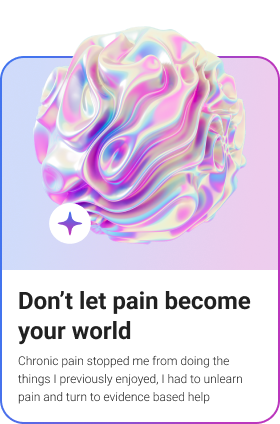 Don’t let pain become
your world
Chronic pain stopped me from doing the
things I previously enjoyed, I had to unlearn
pain and turn to evidence based help